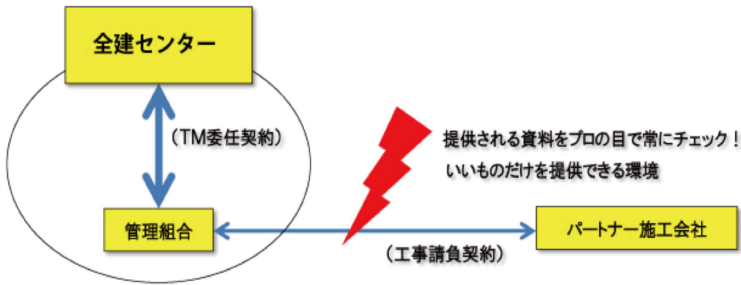 全建センター
（TM委任契約）
提供される資料をプロの目で常にチェック！
いいものだけを提供できる環境
管理組合
パートナー施工会社
（工事請負契約）